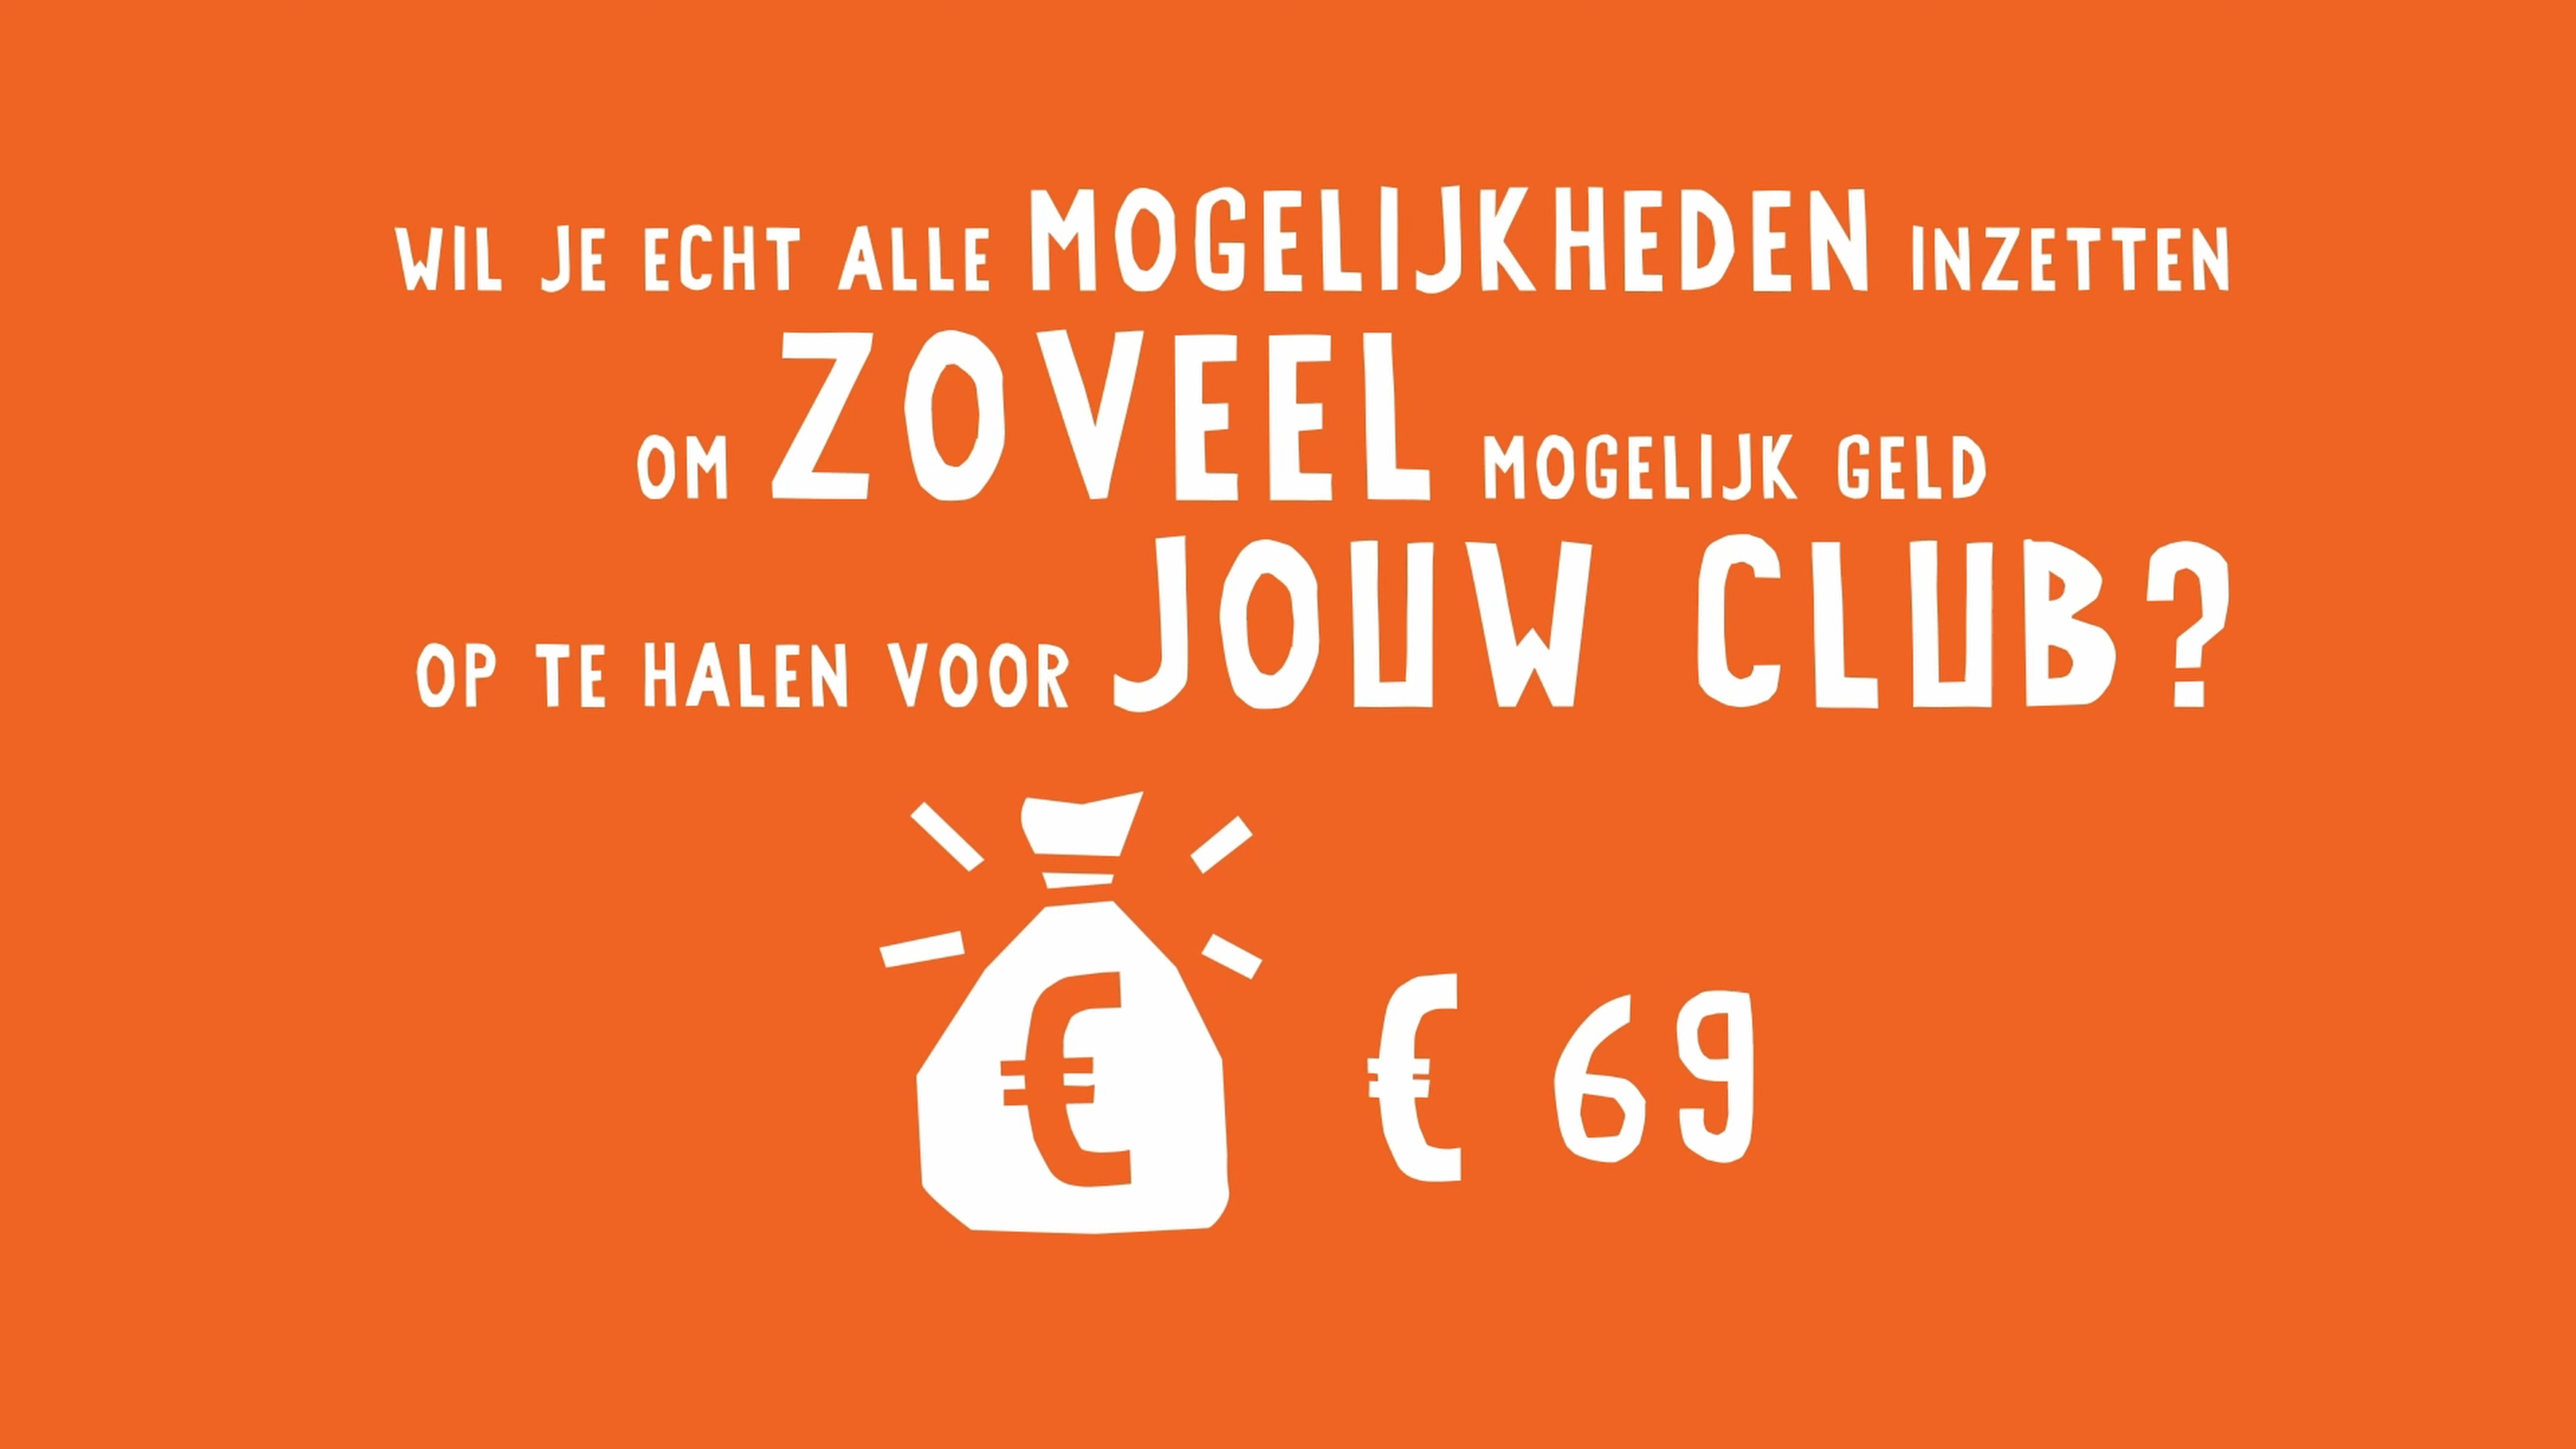 WIL JE ECHT ALLE MOGELIJKHEDEN INZETTEN
OM ZOVEEL MOGELIJK GELD
OP TE HALEN VOOR JOUW CLUB?
€
€ 69